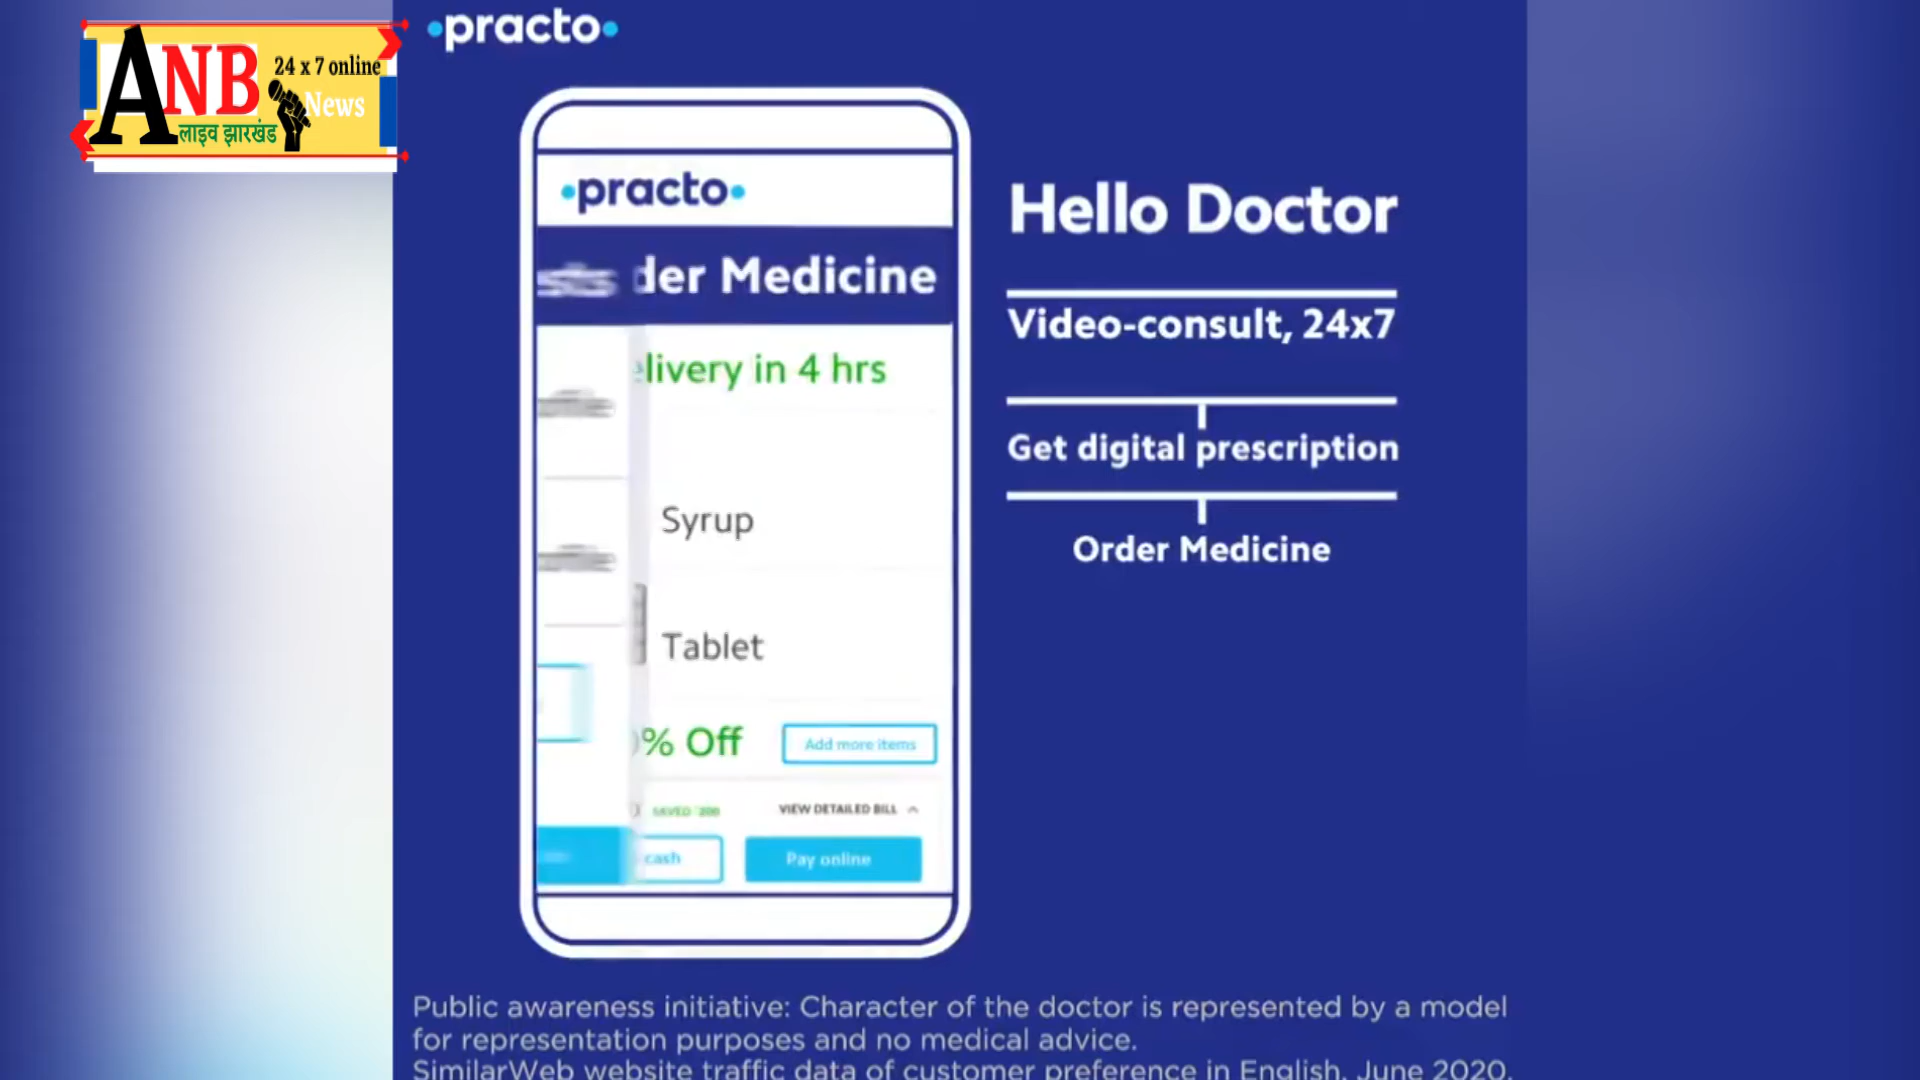 ANB
24 x 7 online
News
लाइव झारखंड
practo
practo
der Medicine
livery in 4 hrs
Syrup
Tablet
% Off
Add more items
SAVED
VIEW DETAILED BILL
cash
Pay online
Hello Doctor
Video-consult, 24x7
Get digital prescription
Order Medicine
Public awareness initiative: Character of the doctor is represented by a model
for representation purposes and no medical advice.
SimilarWeb website traffic data of customer preference in English, June 2020.